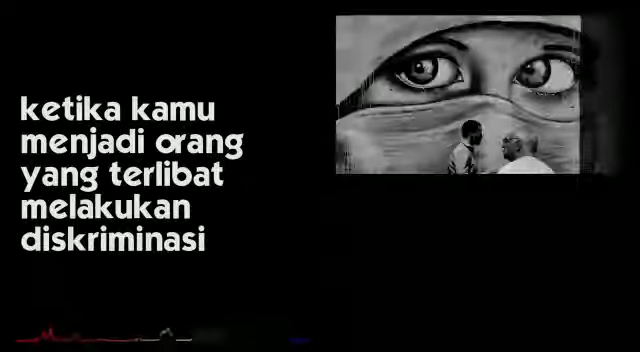 ketika kamu
menjadi orang
yang terlibat
melakukan
diskriminasi